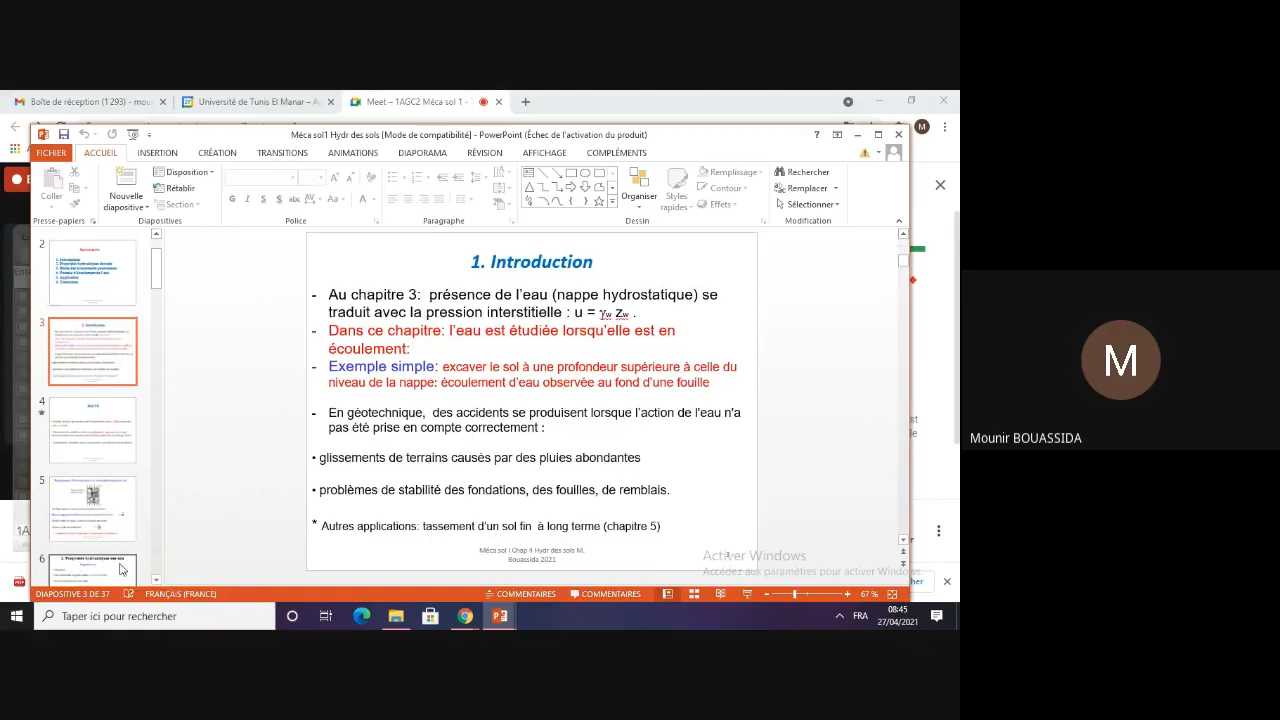 Boîte de réception (1 293) - mou
Université de Tunis El Manar – A
Meet – 1AGC2 Méca sol 1 -
Méca sol1 Hydr des sols [Mode de compatibilité] - PowerPoint (Échec de l'activation du produit)
M
FICHIER ACCUEIL INSERTION CRÉATION TRANSITIONS ANIMATIONS DIAPORAMA RÉVISION AFFICHAGE COMPLÉMENTS
Coller
Nouvelle
diapositive
Disposition
Rétablir
Section
G I S S abc AV Aa A
Organiser
Styles
rapides
Remplissage
Contour
Effets
Rechercher
Remplacer
Sélectionner
Presse-papiers Diapositives Police Paragraphe Dessin Modification
2
3
4
5
6
1. Introduction
- Au chapitre 3: présence de l'eau (nappe hydrostatique) se
traduit avec la pression interstitielle : u = γw zw .
- Dans ce chapitre: l'eau est étudiée lorsqu'elle est en
écoulement:
- Exemple simple: excaver le sol à une profondeur supérieure à celle du
niveau de la nappe: écoulement d'eau observée au fond d'une fouille
- En géotechnique, des accidents se produisent lorsque l'action de l'eau n'a
pas été prise en compte correctement :
• glissements de terrains causés par des pluies abondantes
• problèmes de stabilité des fondations, des fouilles, de remblais.
* Autres applications: tassement d'un sol fin à long terme (chapitre 5)
Méca sol I Chap 4 Hydr des sols M.
Bouassida 2021
Activer Windows
Accédez aux paramètres pour activer Windows.
1A
cher
DIAPOSITIVE 3 DE 37 FRANÇAIS (FRANCE) COMMENTAIRES COMMENTAIRES 67 %
Taper ici pour rechercher
FRA
08:45
27/04/2021
M
Mounir BOUASSIDA